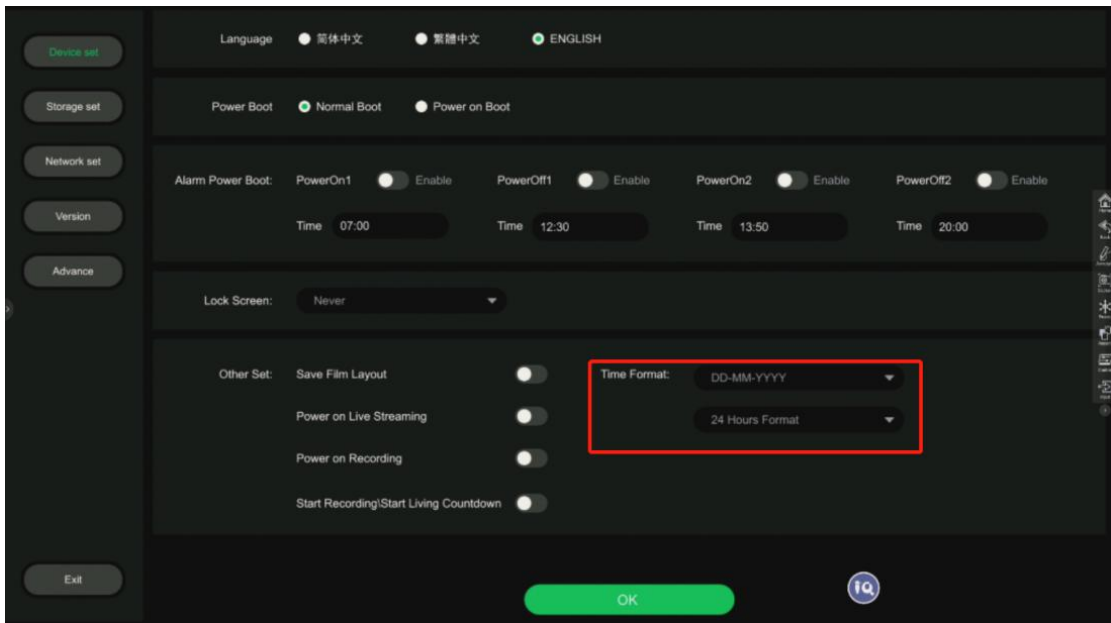 Device set
Storage set
Network set
Version
Advance
Exit
Language 简体中文 繁體中文 ENGLISH
Power Boot Normal Boot Power on Boot
Alarm Power Boot: PowerOn1 Enable PowerOff1 Enable PowerOn2 Enable PowerOff2 Enable
Time 07:00 Time 12:30 Time 13:50 Time 20:00
Lock Screen: Never
Other Set: Save Film Layout Time Format: DD-MM-YYYY
Power on Live Streaming 24 Hours Format
Power on Recording
Start Recording\Start Living Countdown
OK
iQ